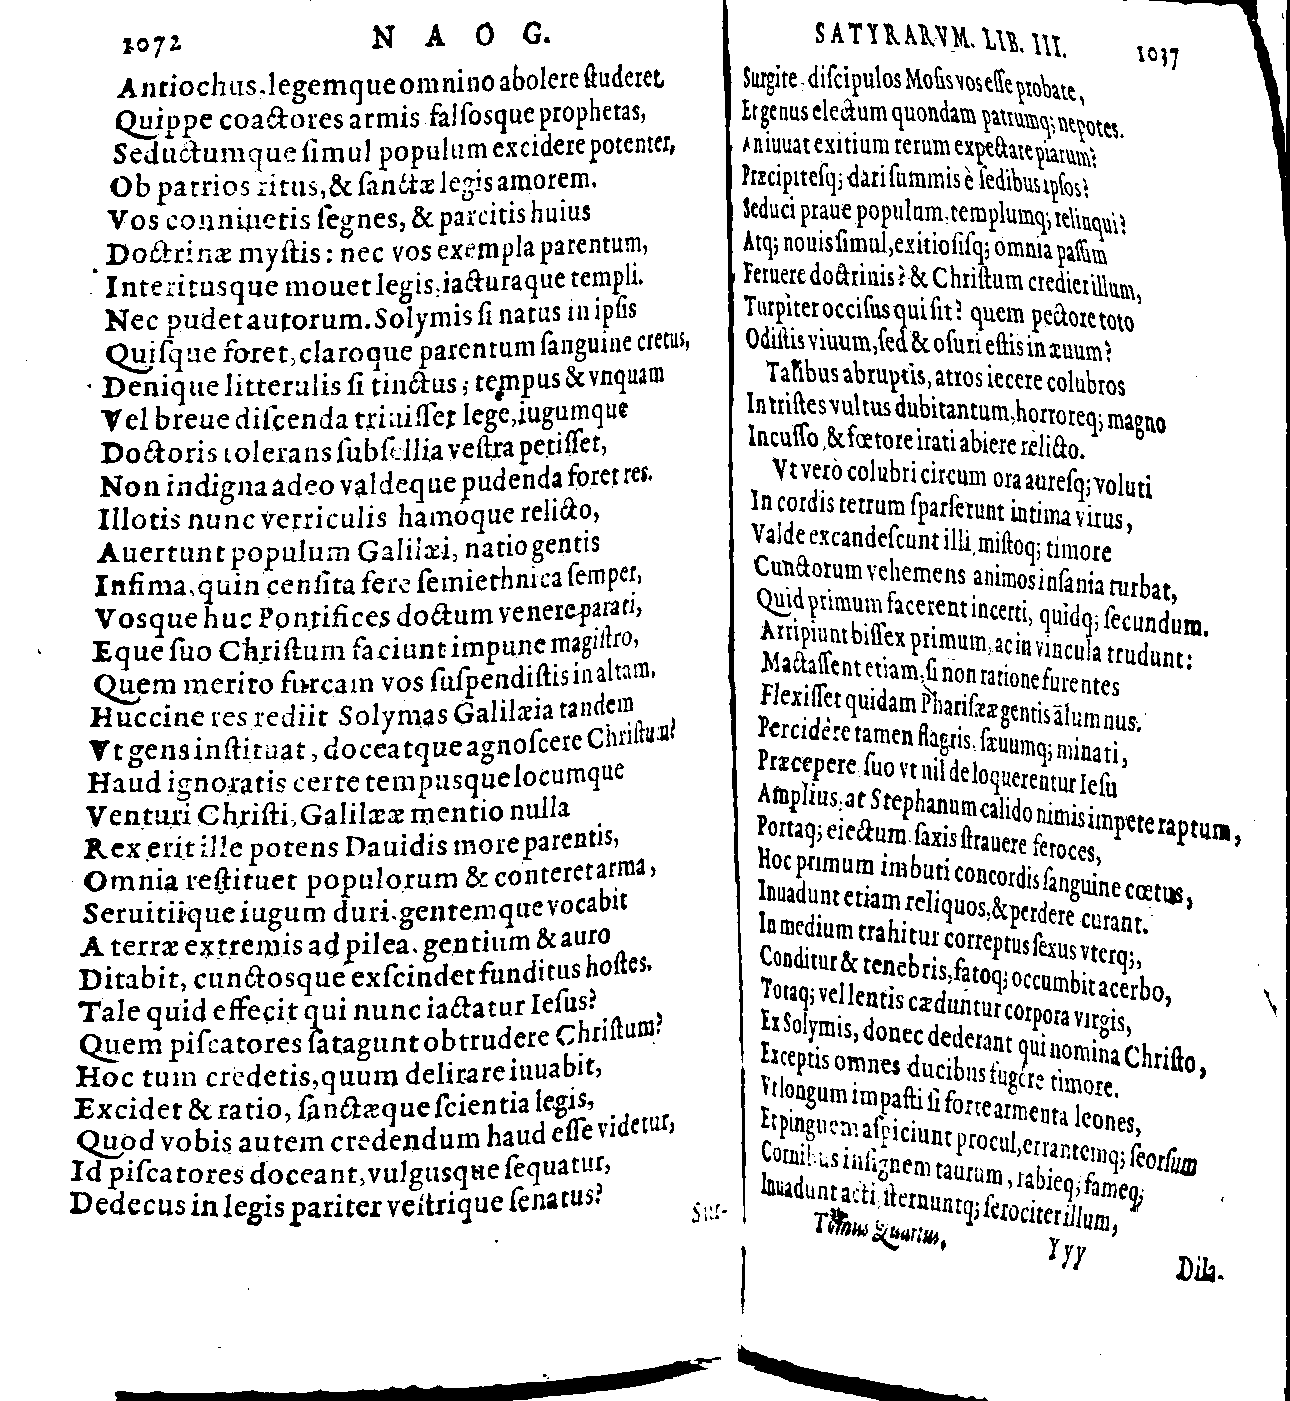 1072 N A O G.
Antiochus, legemque omnino abolere ſtuderet.
Quippe coactores armis falſosque prophetas,
Seductumque ſimul populum excidere potenter,
Ob patrios ritus, & ſanctæ legis amorem.
Vos conniuetis ſegnes, & parcitis huius
Doctrinæ myſtis: nec vos exempla parentum,
Interitusque mouet legis, iacturaque templi.
Nec pudet autorum. Solymis ſi natus in ipſis
Quiſque foret, claroque parentum ſanguine cretus,
Denique litterulis ſi tinctus, tempus & vnquam
Vel breue diſcenda triuiſſet lege, iugumque
Doctoris tolerans ſubſellia veſtra petiſſet,
Non indigna adeo valdeque pudenda foret res.
Illotis nunc verriculis hamoque relicto,
Auertunt populum Galilæi, natio gentis
Infima, quin cenſita fere ſemiethnica ſemper,
Vosque huc Pontifices doctum venere parati,
Eque ſuo Chriſtum faciunt impune magiſtro,
Quem merito furcam vos ſuſpendiſtis in altam.
Huccine res rediit Solymas Galilæia tandem
Vt gens inſtituat, doceatque agnoſcere Chriſtum?
Haud ignoratis certe tempusque locumque
Venturi Chriſti, Galilææ mentio nulla
Rex erit ille potens Dauidis more parentis,
Omnia reſtituet populorum & conteret arma,
Seruitiique iugum duri. gentemque vocabit
A terræ extremis ad pilea. gentium & auro
Ditabit, cunctosque exſcindet funditus hoſtes.
Tale quid effecit qui nunc iactatur Ieſus?
Quem piſcatores ſatagunt obtrudere Chriſtum?
Hoc tum credetis, quum delirare iuuabit,
Excidet & ratio, ſanctæque ſcientia legis,
Quod vobis autem credendum haud eſſe videtur,
Id piſcatores doceant, vulgusque ſequatur,
Dedecus in legis pariter veſtrique ſenatus?
Sur-
SATYRARVM. LIB. III. 1037
Surgite, diſcipulos Moſis vos eſſe probate,
Et genus electum quondam patrumq; nepotes.
An iuuat exitium rerum expectare piarum?
Præcipiteſq; dari ſummis è ſedibus ipſos?
Seduci praue populum, templumq; relinqui?
Atq; nouis ſimul, exitioſiſq; omnia paſſim
Feruere doctrinis? & Chriſtum credier illum,
Turpiter occiſus qui ſit? quem pectore toto
Odiſtis viuum, ſed & oſuri eſtis in æuum?
Talibus abruptis, atros iecere colubros
In triſtes vultus dubitantum, horroreq; magno
Incuſſo, & fœtore irati abiere relicto.
Vt verò colubri circum ora aureſq; voluti
In cordis tetrum ſparſerunt intima virus,
Valde excandeſcunt illi, miſtoq; timore
Cunctorum vehemens animos inſania turbat,
Quid primum facerent incerti, quidq; ſecundum.
Arripiunt biſſex primum, ac in vincula trudunt:
Mactaſſent etiam, ſi non ratione furentes
Flexiſſet quidam Phariſææ gentis alumnus.
Percidere tamen flagris, ſæuumq; minati,
Præcepere ſuo vt nil de loquerentur Ieſu
Amplius, at Stephanum calido nimis impete raptum,
Portaq; eiectum ſaxis ſtrauere feroces,
Hoc primum imbuti concordis ſanguine cœtus,
Inuadunt etiam reliquos, & perdere curant.
In medium trahitur correptus ſexus vterq;,
Conditur & tenebris, fatoq; occumbit acerbo,
Totaq; vel lentis cæduntur corpora virgis,
Ex Solymis, donec dederant qui nomina Chriſto,
Exceptis omnes ducibus fugere timore.
Vt longum impaſti ſi forte armenta leones,
Et pinguem aſpiciunt procul, errantemq; ſeorſum
Cornibus inſignem taurum, rabieq; fameq;
Inuadunt acti, ſternuntq; ferociter illum,
Tomus Quartus. Yyy Dila-